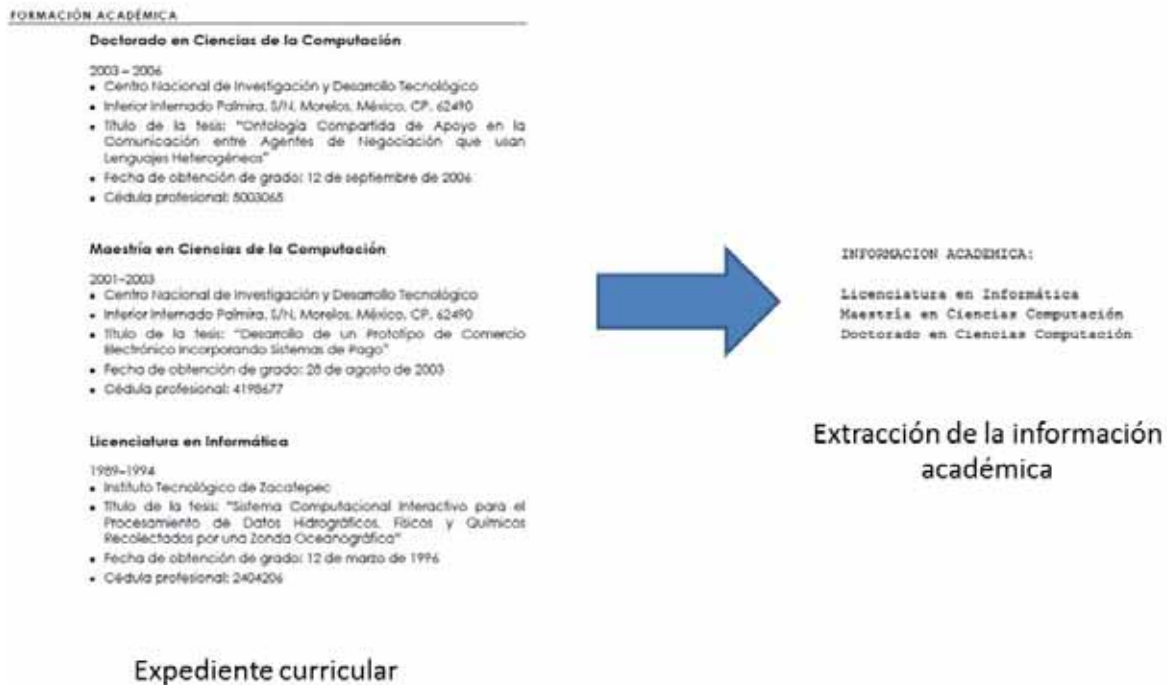 FORMACIÓN ACADÉMICA
Doctorado en Ciencias de la Computación
2003 – 2006
• Centro Nacional de Investigación y Desarrollo Tecnológico
• Interior Internado Palmira, S/N, Morelos, México, CP. 62490
• Título de la tesis: "Ontología Compartida de Apoyo en la
Comunicación entre Agentes de Negociación que usan
Lenguajes Heterogéneos"
• Fecha de obtención de grado: 12 de septiembre de 2006
• Cédula profesional: 5003065
Maestría en Ciencias de la Computación
2001–2003
• Centro Nacional de Investigación y Desarrollo Tecnológico
• Interior Internado Palmira, S/N, Morelos, México, CP. 62490
• Título de la tesis: "Desarrollo de un Prototipo de Comercio
Electrónico Incorporando Sistemas de Pago"
• Fecha de obtención de grado: 28 de agosto de 2003
• Cédula profesional: 4198677
Licenciatura en Informática
1989–1994
• Instituto Tecnológico de Zacatepec
• Título de la tesis: "Sistema Computacional Interactivo para el
Procesamiento de Datos Hidrográficos, Físicos y Químicos
Recolectados por una Zonda Oceanográfica"
• Fecha de obtención de grado: 12 de marzo de 1996
• Cédula profesional: 2404206
Expediente curricular
INFORMACION ACADEMICA:
Licenciatura en Informática
Maestría en Ciencias Computación
Doctorado en Ciencias Computación
Extracción de la información
académica